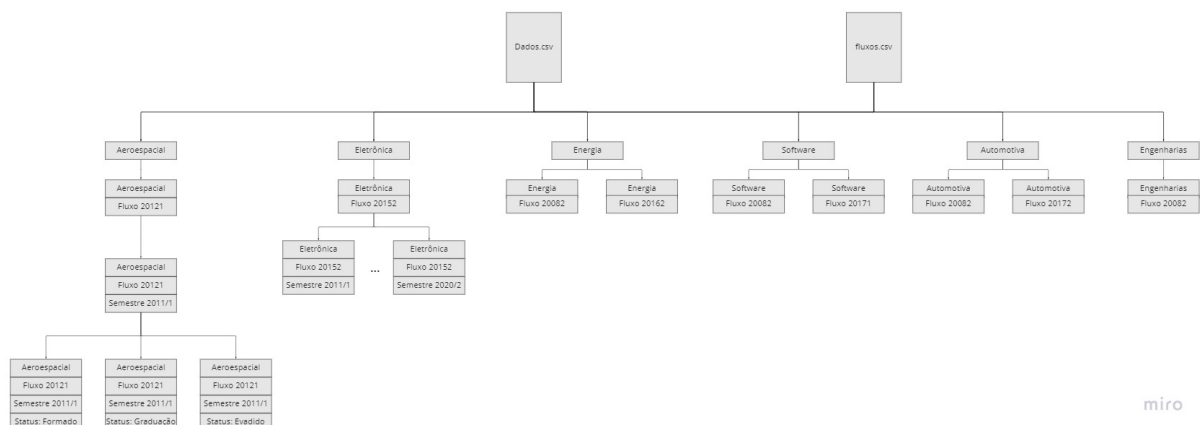 Dados.csv
fluxos.csv
Aeroespacial
Eletrônica
Energia
Software
Automotiva
Engenharias
Aeroespacial
Fluxo 20121
Eletrônica
Fluxo 20152
Energia
Fluxo 20082
Energia
Fluxo 20162
Software
Fluxo 20082
Software
Fluxo 20171
Automotiva
Fluxo 20082
Automotiva
Fluxo 20172
Engenharias
Fluxo 20082
Aeroespacial
Fluxo 20121
Semestre 2011/1
Eletrônica
Fluxo 20152
Semestre 2011/1
...
Eletrônica
Fluxo 20152
Semestre 2020/2
Aeroespacial
Fluxo 20121
Semestre 2011/1
Status: Formado
Aeroespacial
Fluxo 20121
Semestre 2011/1
Status: Graduação
Aeroespacial
Fluxo 20121
Semestre 2011/1
Status: Evadido
miro